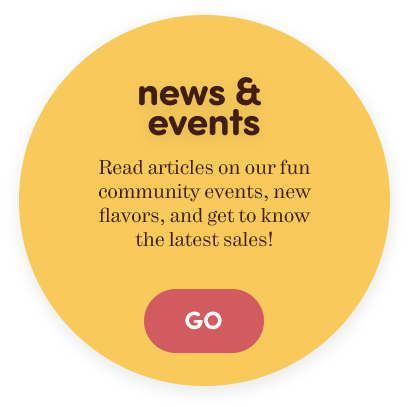 news &
events
Read articles on our fun
community events, new
flavors, and get to know
the latest sales!
GO